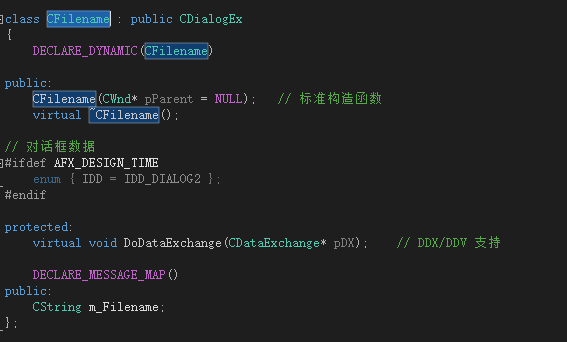 class CFilename : public CDialogEx
{
DECLARE_DYNAMIC(CFilename)
public:
CFilename(CWnd* pParent = NULL); // 标准构造函数
virtual ~CFilename();
// 对话框数据
#ifdef AFX_DESIGN_TIME
enum { IDD = IDD_DIALOG2 };
#endif
protected:
virtual void DoDataExchange(CDataExchange* pDX); // DDX/DDV 支持
DECLARE_MESSAGE_MAP()
public:
CString m_Filename;
};